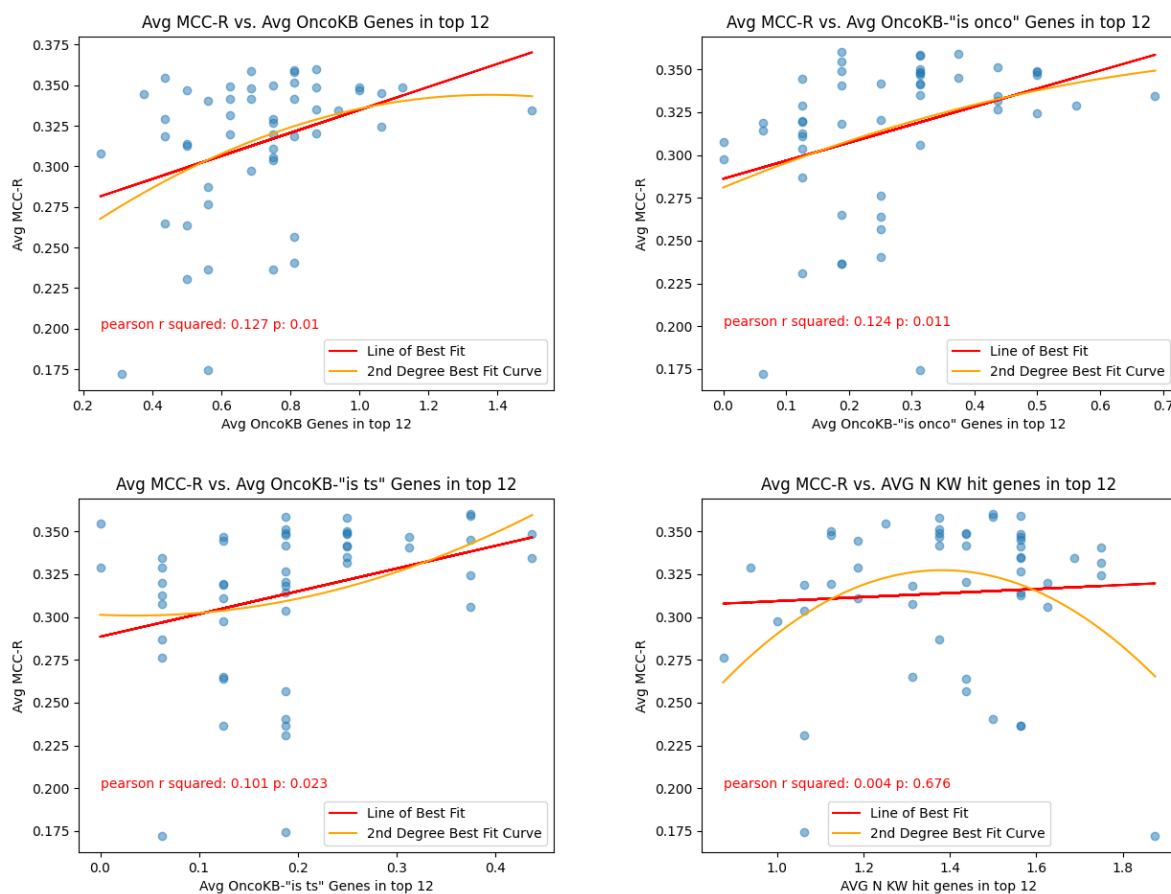 Avg MCC-R vs. Avg OncoKB Genes in top 12
0.375
0.350
0.325
0.300
0.275
0.250
0.225
0.200
0.175
Avg MCC-R
pearson r squared: 0.127 p: 0.01
Line of Best Fit
2nd Degree Best Fit Curve
0.2 0.4 0.6 0.8 1.0 1.2 1.4
Avg OncoKB Genes in top 12
Avg MCC-R vs. Avg OncoKB-"is onco" Genes in top 12
0.350
0.325
0.300
0.275
0.250
0.225
0.200
0.175
Avg MCC-R
pearson r squared: 0.124 p: 0.011
Line of Best Fit
2nd Degree Best Fit Curve
0.0 0.1 0.2 0.3 0.4 0.5 0.6 0.7
Avg OncoKB-"is onco" Genes in top 12
Avg MCC-R vs. Avg OncoKB-"is ts" Genes in top 12
0.350
0.325
0.300
0.275
0.250
0.225
0.200
0.175
Avg MCC-R
pearson r squared: 0.101 p: 0.023
Line of Best Fit
2nd Degree Best Fit Curve
0.0 0.1 0.2 0.3 0.4
Avg OncoKB-"is ts" Genes in top 12
Avg MCC-R vs. AVG N KW hit genes in top 12
0.350
0.325
0.300
0.275
0.250
0.225
0.200
0.175
Avg MCC-R
pearson r squared: 0.004 p: 0.676
Line of Best Fit
2nd Degree Best Fit Curve
1.0 1.2 1.4 1.6 1.8
AVG N KW hit genes in top 12